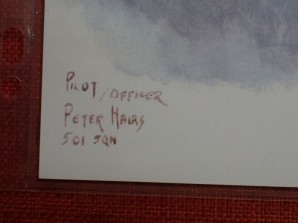 PILOT/OFFICER
PETER HAIRS
501 SQN